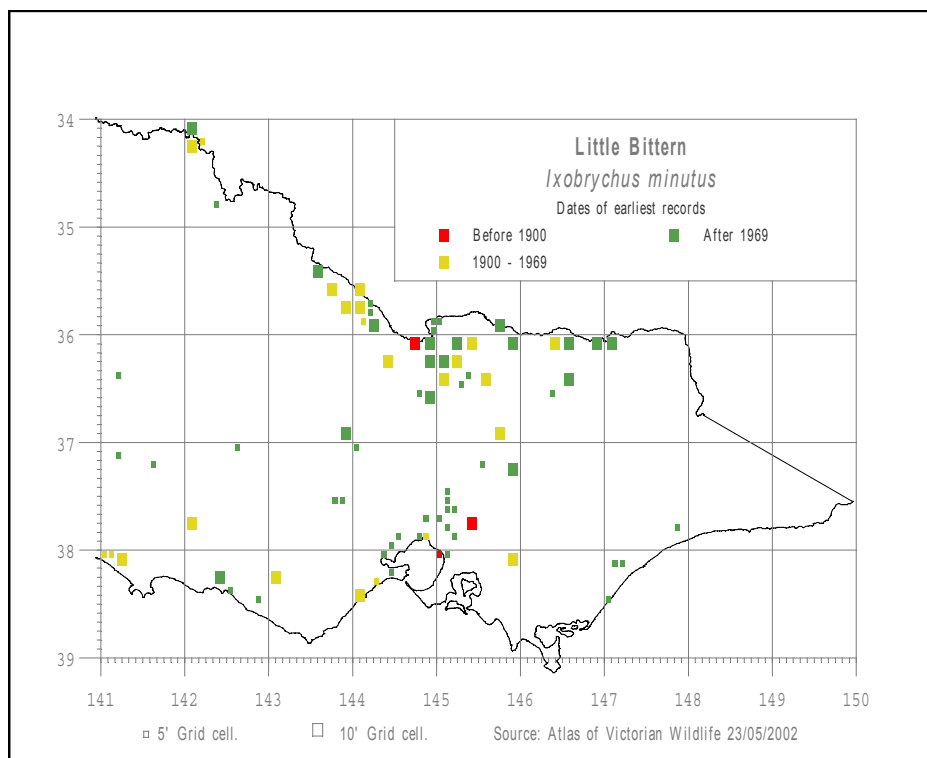 Little Bittern
Ixobrychus minutus
Dates of earliest records
Before 1900
After 1969
1900 - 1969
34
35
36
37
38
39
141 142 143 144 145 146 147 148 149 150
5' Grid cell. 10' Grid cell. Source: Atlas of Victorian Wildlife 23/05/2002